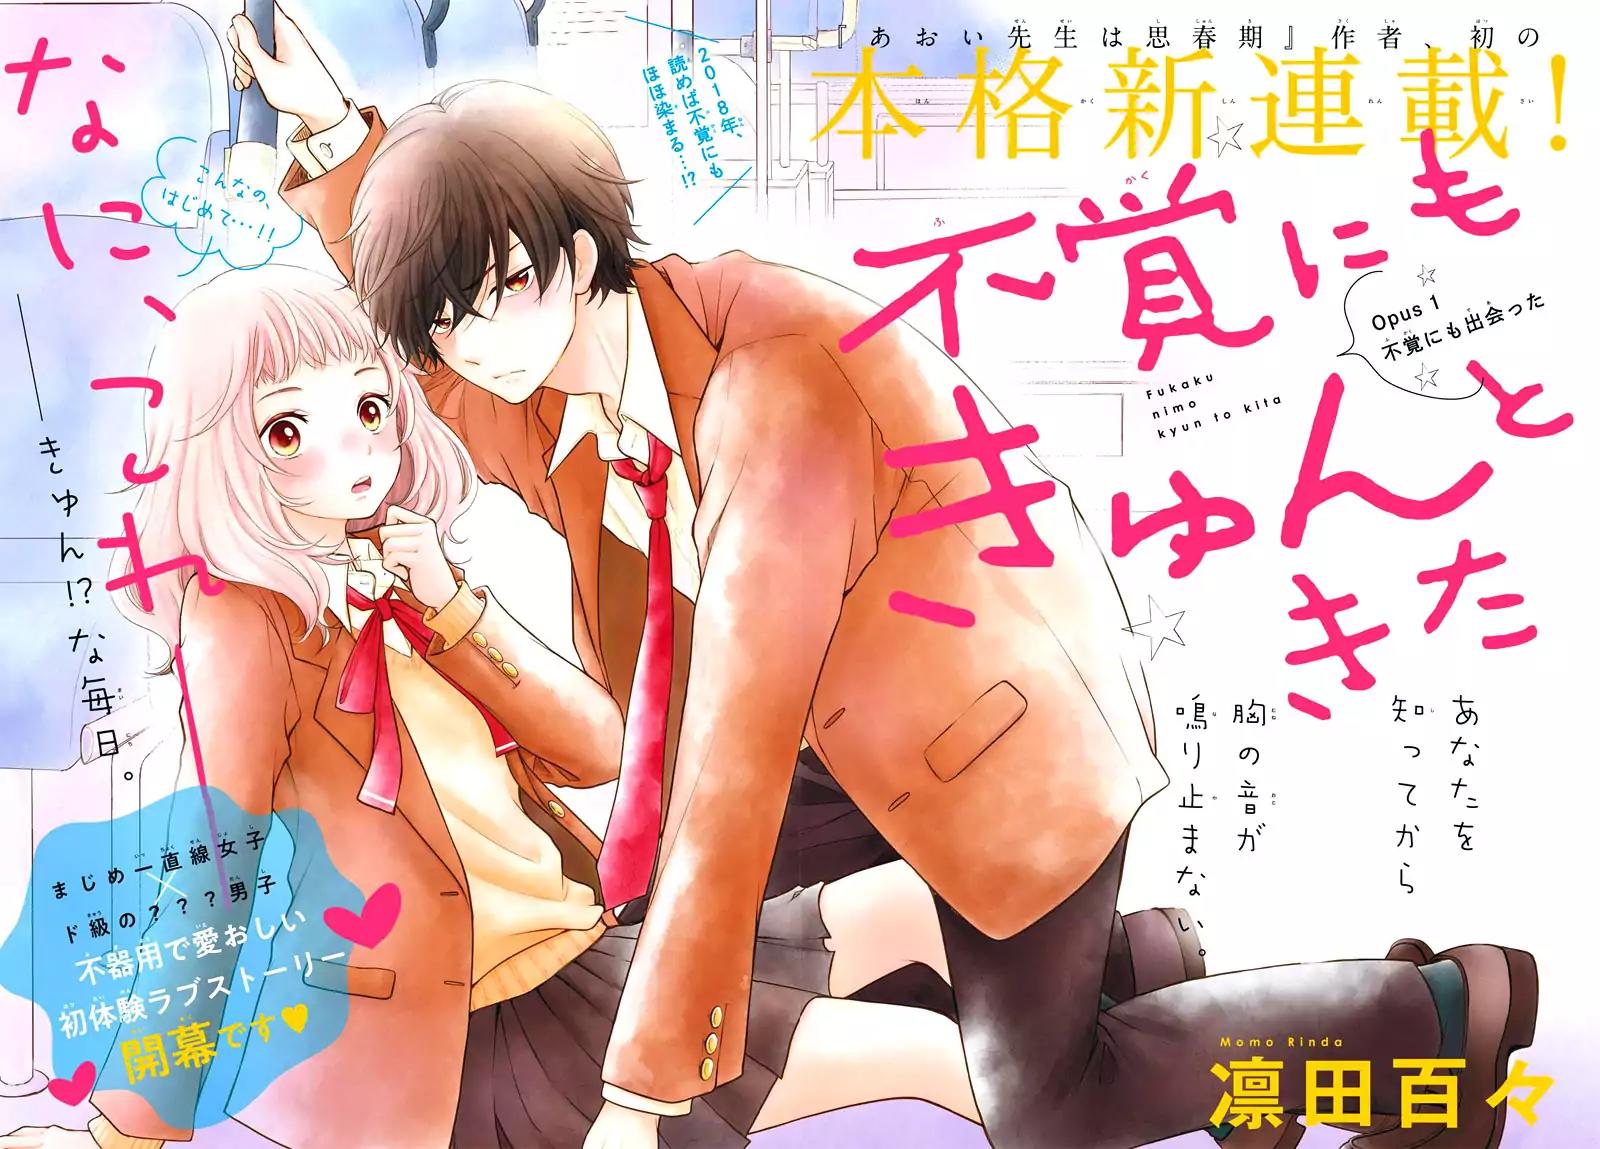 『あおい先生は思春期』作者、初の
本格新連載！
不覚にも
きゅんと
きた
Fukaku
nimo
kyun to kita
Opus 1
不覚にも出会った
あなたを
知ってから
胸の音が
鳴り止まない。
凛田百々
Momo Rinda
2018年、
読めば不覚にも
ほほ染まる…!?
こんなの、
はじめて…!!
なに、これ
――きゅん!?な毎日。
まじめ一直線女子
×
ド級の???男子
不器用で愛おしい
初体験ラブストーリー
開幕です♥